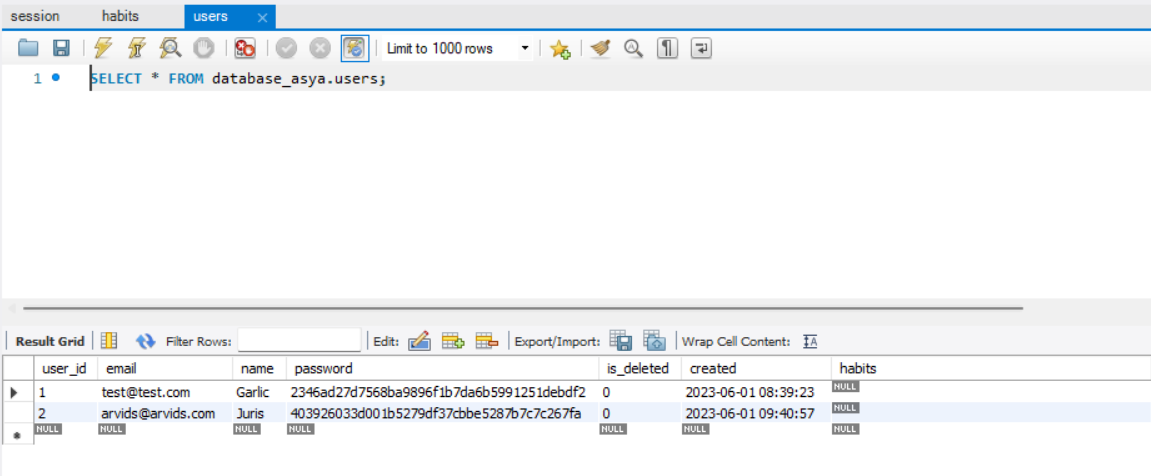 session habits users
Limit to 1000 rows
1 SELECT * FROM database_asya.users;
Result Grid Filter Rows: Edit: Export/Import: Wrap Cell Content:
user_id email name password is_deleted created habits
1 test@test.com Garlic 2346ad27d7568ba9896f1b7da6b5991251debdf2 0 2023-06-01 08:39:23 NULL
2 arvids@arvids.com Juris 403926033d001b5279df37cbbe5287b7c7c267fa 0 2023-06-01 09:40:57 NULL
NULL NULL NULL NULL NULL NULL NULL